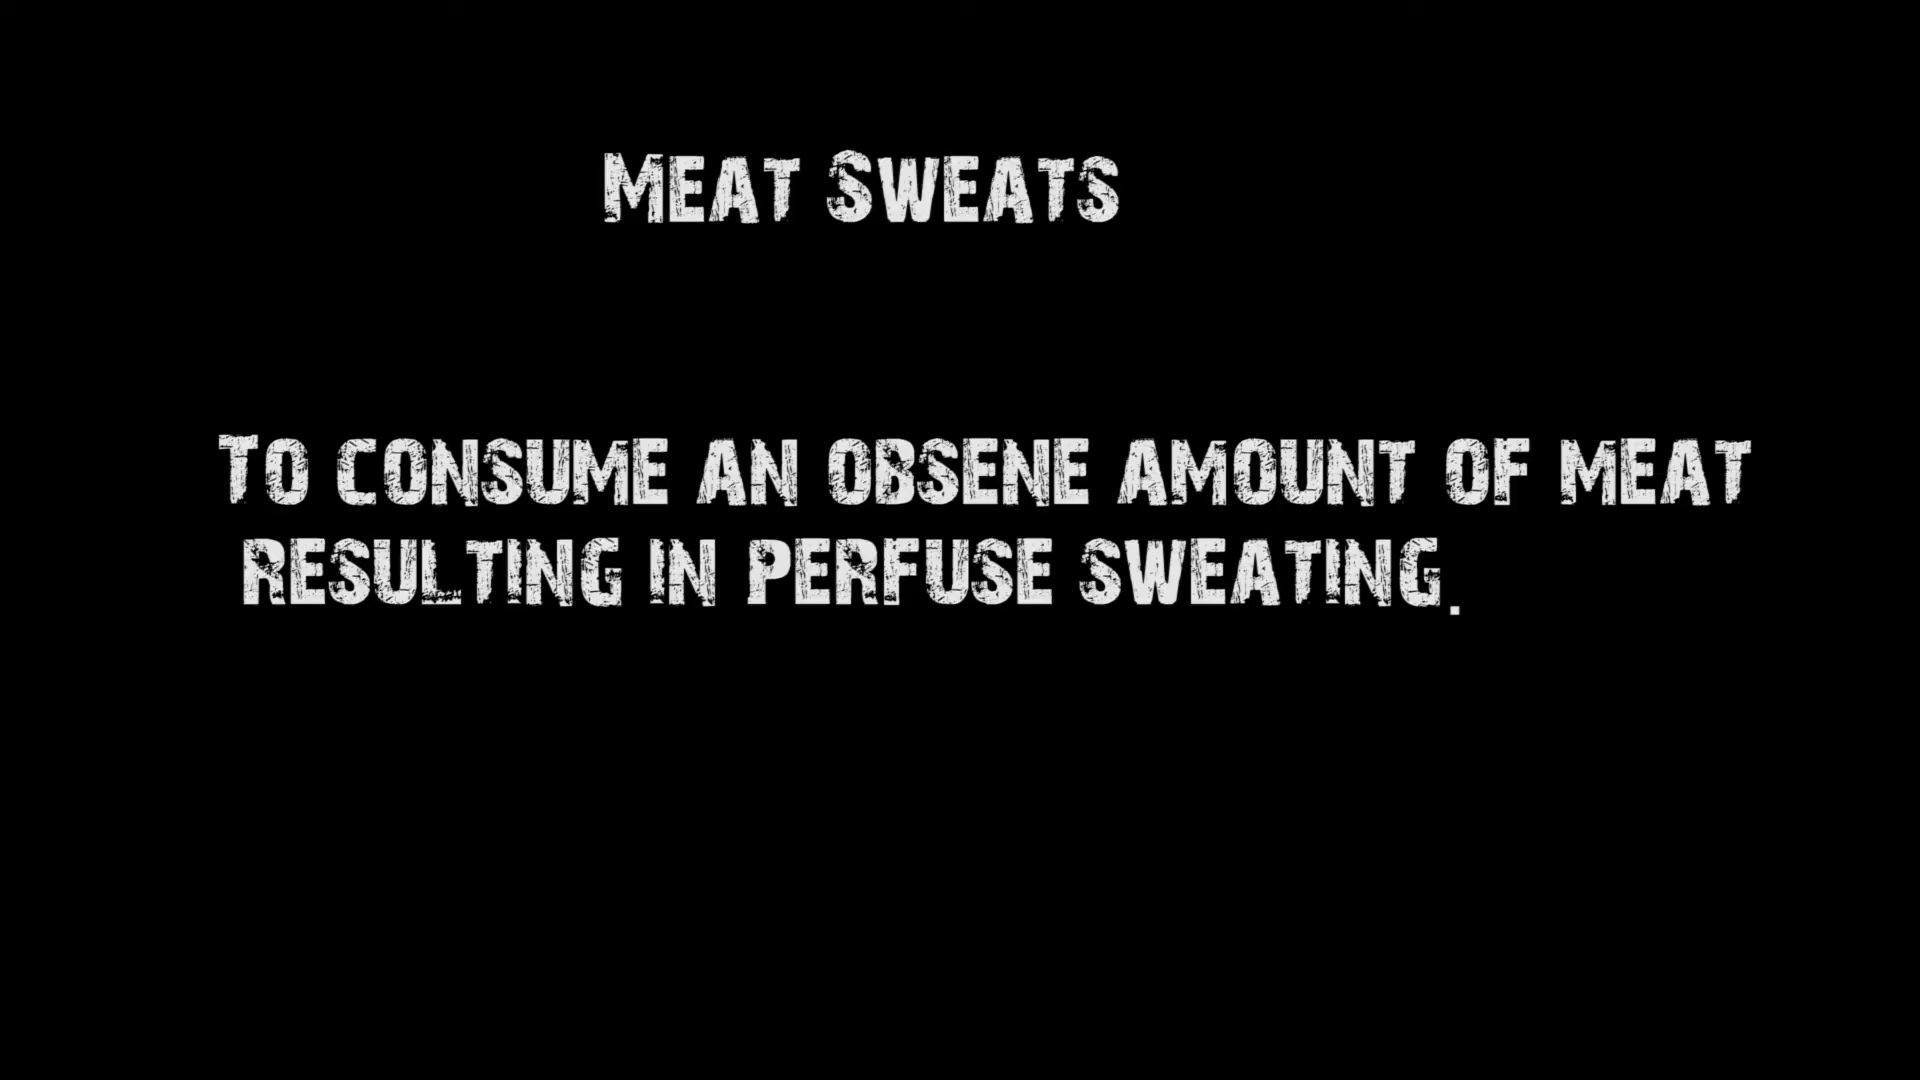 Meat Sweats
To consume an obsene amount of meat
resulting in perfuse sweating.